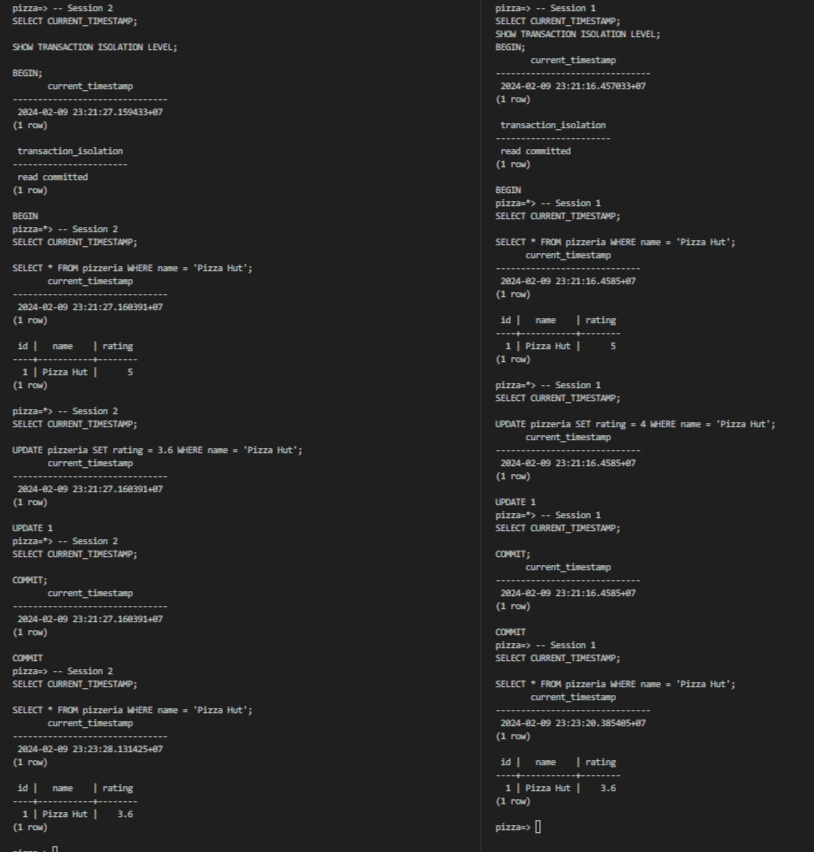 pizza=> -- Session 2
SELECT CURRENT_TIMESTAMP;
SHOW TRANSACTION ISOLATION LEVEL;
BEGIN;
current_timestamp
-------------------------------
2024-02-09 23:21:27.159433+07
(1 row)
transaction_isolation
-----------------------
read committed
(1 row)
BEGIN
pizza=*> -- Session 2
SELECT CURRENT_TIMESTAMP;
SELECT * FROM pizzeria WHERE name = 'Pizza Hut';
current_timestamp
-------------------------------
2024-02-09 23:21:27.160391+07
(1 row)
id |   name    | rating
----+-----------+--------
1 | Pizza Hut |      5
(1 row)
pizza=*> -- Session 2
SELECT CURRENT_TIMESTAMP;
UPDATE pizzeria SET rating = 3.6 WHERE name = 'Pizza Hut';
current_timestamp
-------------------------------
2024-02-09 23:21:27.160391+07
(1 row)
UPDATE 1
pizza=*> -- Session 2
SELECT CURRENT_TIMESTAMP;
COMMIT;
current_timestamp
-------------------------------
2024-02-09 23:21:27.160391+07
(1 row)
COMMIT
pizza=> -- Session 2
SELECT CURRENT_TIMESTAMP;
SELECT * FROM pizzeria WHERE name = 'Pizza Hut';
current_timestamp
-------------------------------
2024-02-09 23:23:28.131425+07
(1 row)
id |   name    | rating
----+-----------+--------
1 | Pizza Hut |    3.6
(1 row)
pizza=> -- Session 1
SELECT CURRENT_TIMESTAMP;
SHOW TRANSACTION ISOLATION LEVEL;
BEGIN;
current_timestamp
-------------------------------
2024-02-09 23:21:16.457033+07
(1 row)
transaction_isolation
-----------------------
read committed
(1 row)
BEGIN
pizza=*> -- Session 1
SELECT CURRENT_TIMESTAMP;
SELECT * FROM pizzeria WHERE name = 'Pizza Hut';
current_timestamp
-----------------------------
2024-02-09 23:21:16.4585+07
(1 row)
id |   name    | rating
----+-----------+--------
1 | Pizza Hut |      5
(1 row)
pizza=*> -- Session 1
SELECT CURRENT_TIMESTAMP;
UPDATE pizzeria SET rating = 4 WHERE name = 'Pizza Hut';
current_timestamp
-----------------------------
2024-02-09 23:21:16.4585+07
(1 row)
UPDATE 1
pizza=*> -- Session 1
SELECT CURRENT_TIMESTAMP;
COMMIT;
current_timestamp
-----------------------------
2024-02-09 23:21:16.4585+07
(1 row)
COMMIT
pizza=> -- Session 1
SELECT CURRENT_TIMESTAMP;
SELECT * FROM pizzeria WHERE name = 'Pizza Hut';
current_timestamp
-------------------------------
2024-02-09 23:23:20.385405+07
(1 row)
id |   name    | rating
----+-----------+--------
1 | Pizza Hut |    3.6
(1 row)
pizza=>